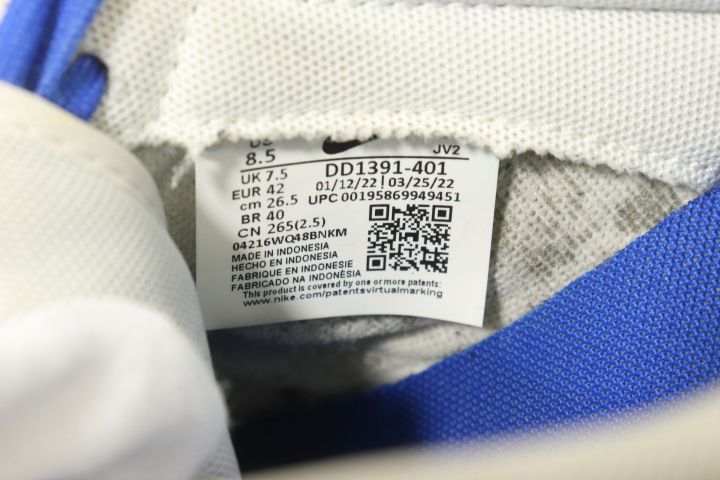 US
8.5
JV2
UK 7.5
DD1391-401
EUR 42
01/12/22 | 03/25/22
cm 26.5
UPC 00195869949451
BR 40
CN 265(2.5)
04216WQ48BNKM
MADE IN INDONESIA
HECHO EN INDONESIA
FABRIQUE EN INDONESIE
FABRICADO NA INDONÉSIA
This product is covered by one or more patents:
www.nike.com/patentsvirtualmarking